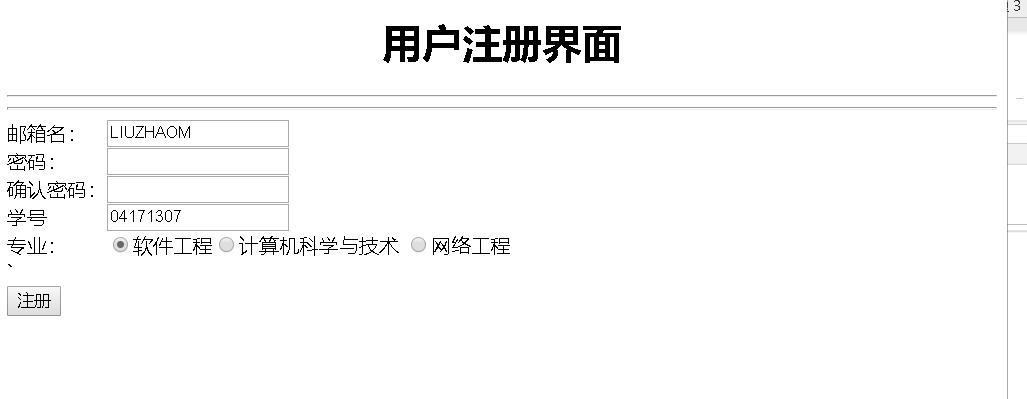 用户注册界面
邮箱名： LIUZHAOM
密码：
确认密码：
学号 04171307
专业： 软件工程 计算机科学与技术 网络工程
`
注册
3